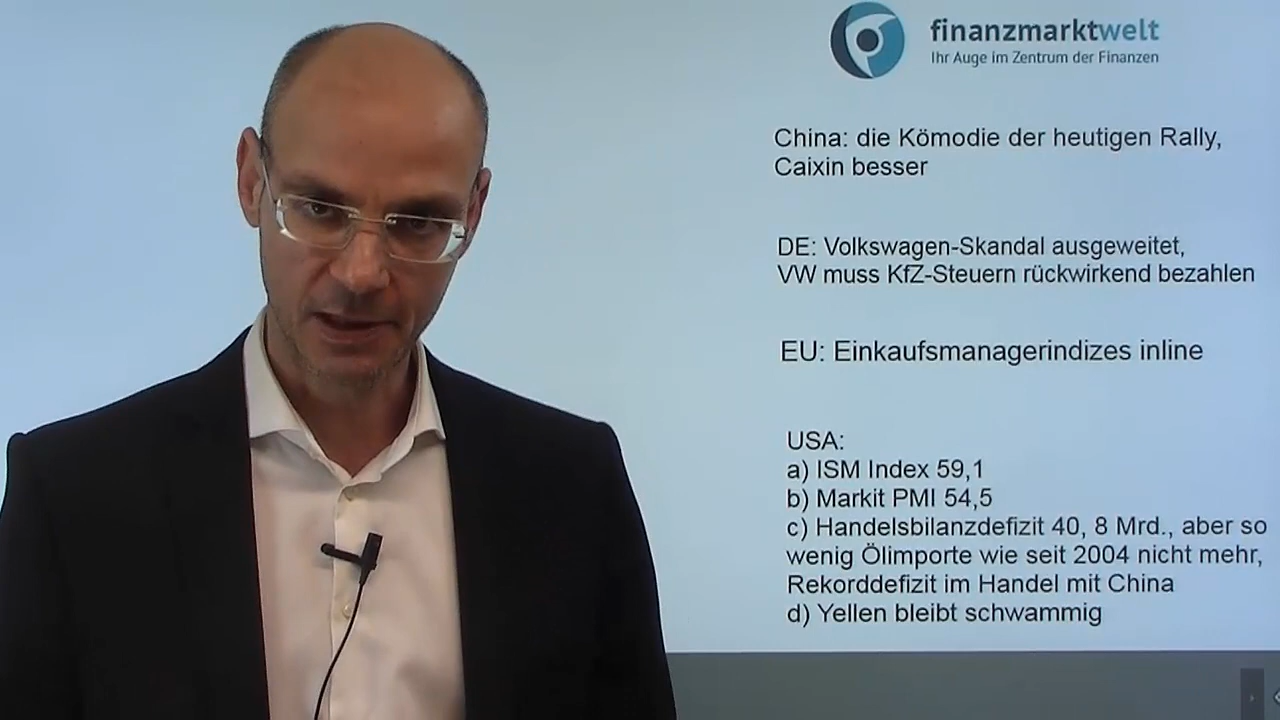 finanzmarktwelt
Ihr Auge im Zentrum der Finanzen
China: die Kömodie der heutigen Rally,
Caixin besser
DE: Volkswagen-Skandal ausgeweitet,
VW muss KfZ-Steuern rückwirkend bezahlen
EU: Einkaufsmanagerindizes inline
USA:
a) ISM Index 59,1
b) Markit PMI 54,5
c) Handelsbilanzdefizit 40, 8 Mrd., aber so
wenig Ölimporte wie seit 2004 nicht mehr,
Rekorddefizit im Handel mit China
d) Yellen bleibt schwammig